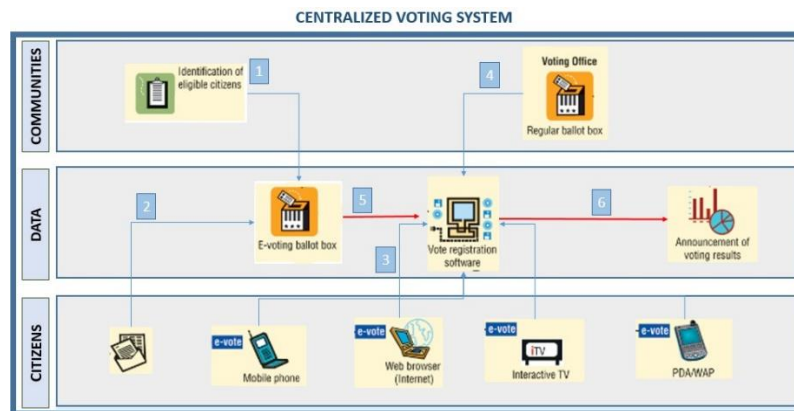 CENTRALIZED VOTING SYSTEM
COMMUNITIES
Identification of
eligible citizens
1
4
Voting Office
Regular ballot box
DATA
2
E-voting ballot box
5
3
Vote registration
software
6
Announcement of
voting results
CITIZENS
e-vote
Mobile phone
e-vote
Web browser
(Internet)
e-vote
iTV
Interactive TV
e-vote
PDA/WAP